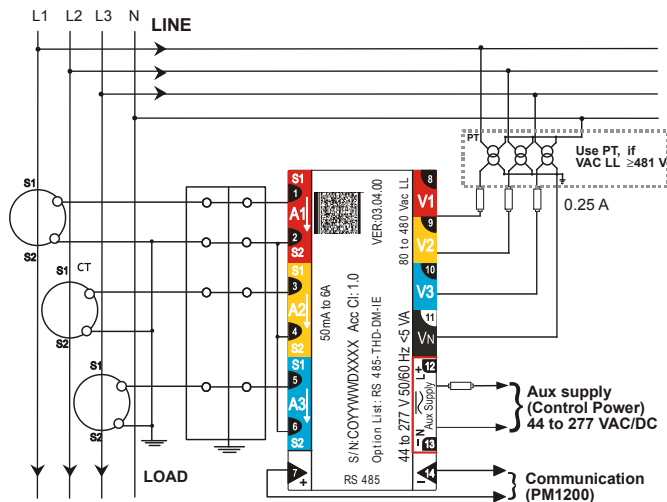 L1 L2 L3 N
LINE
PT
Use PT, if
VAC LL ≥481 V
0.25 A
S1
S2
S1
CT
S2
S1
S2
LOAD
S1
1
A1
2
S2
S1
3
A2
4
S2
S1
5
A3
6
S2
7
+
50mA to 6A
S/N:COYYWWDXXXX Acc Cl: 1.0
Option List: RS 485-THD-DM-IE
VER:03.04.00
80 to 480 Vac LL
44 to 277 V 50/60 Hz <5 VA
RS 485
8
V1
9
V2
10
V3
11
VN
12
L+
Aux Supply
N
13
14
−
Aux supply
(Control Power)
44 to 277 VAC/DC
Communication
(PM1200)